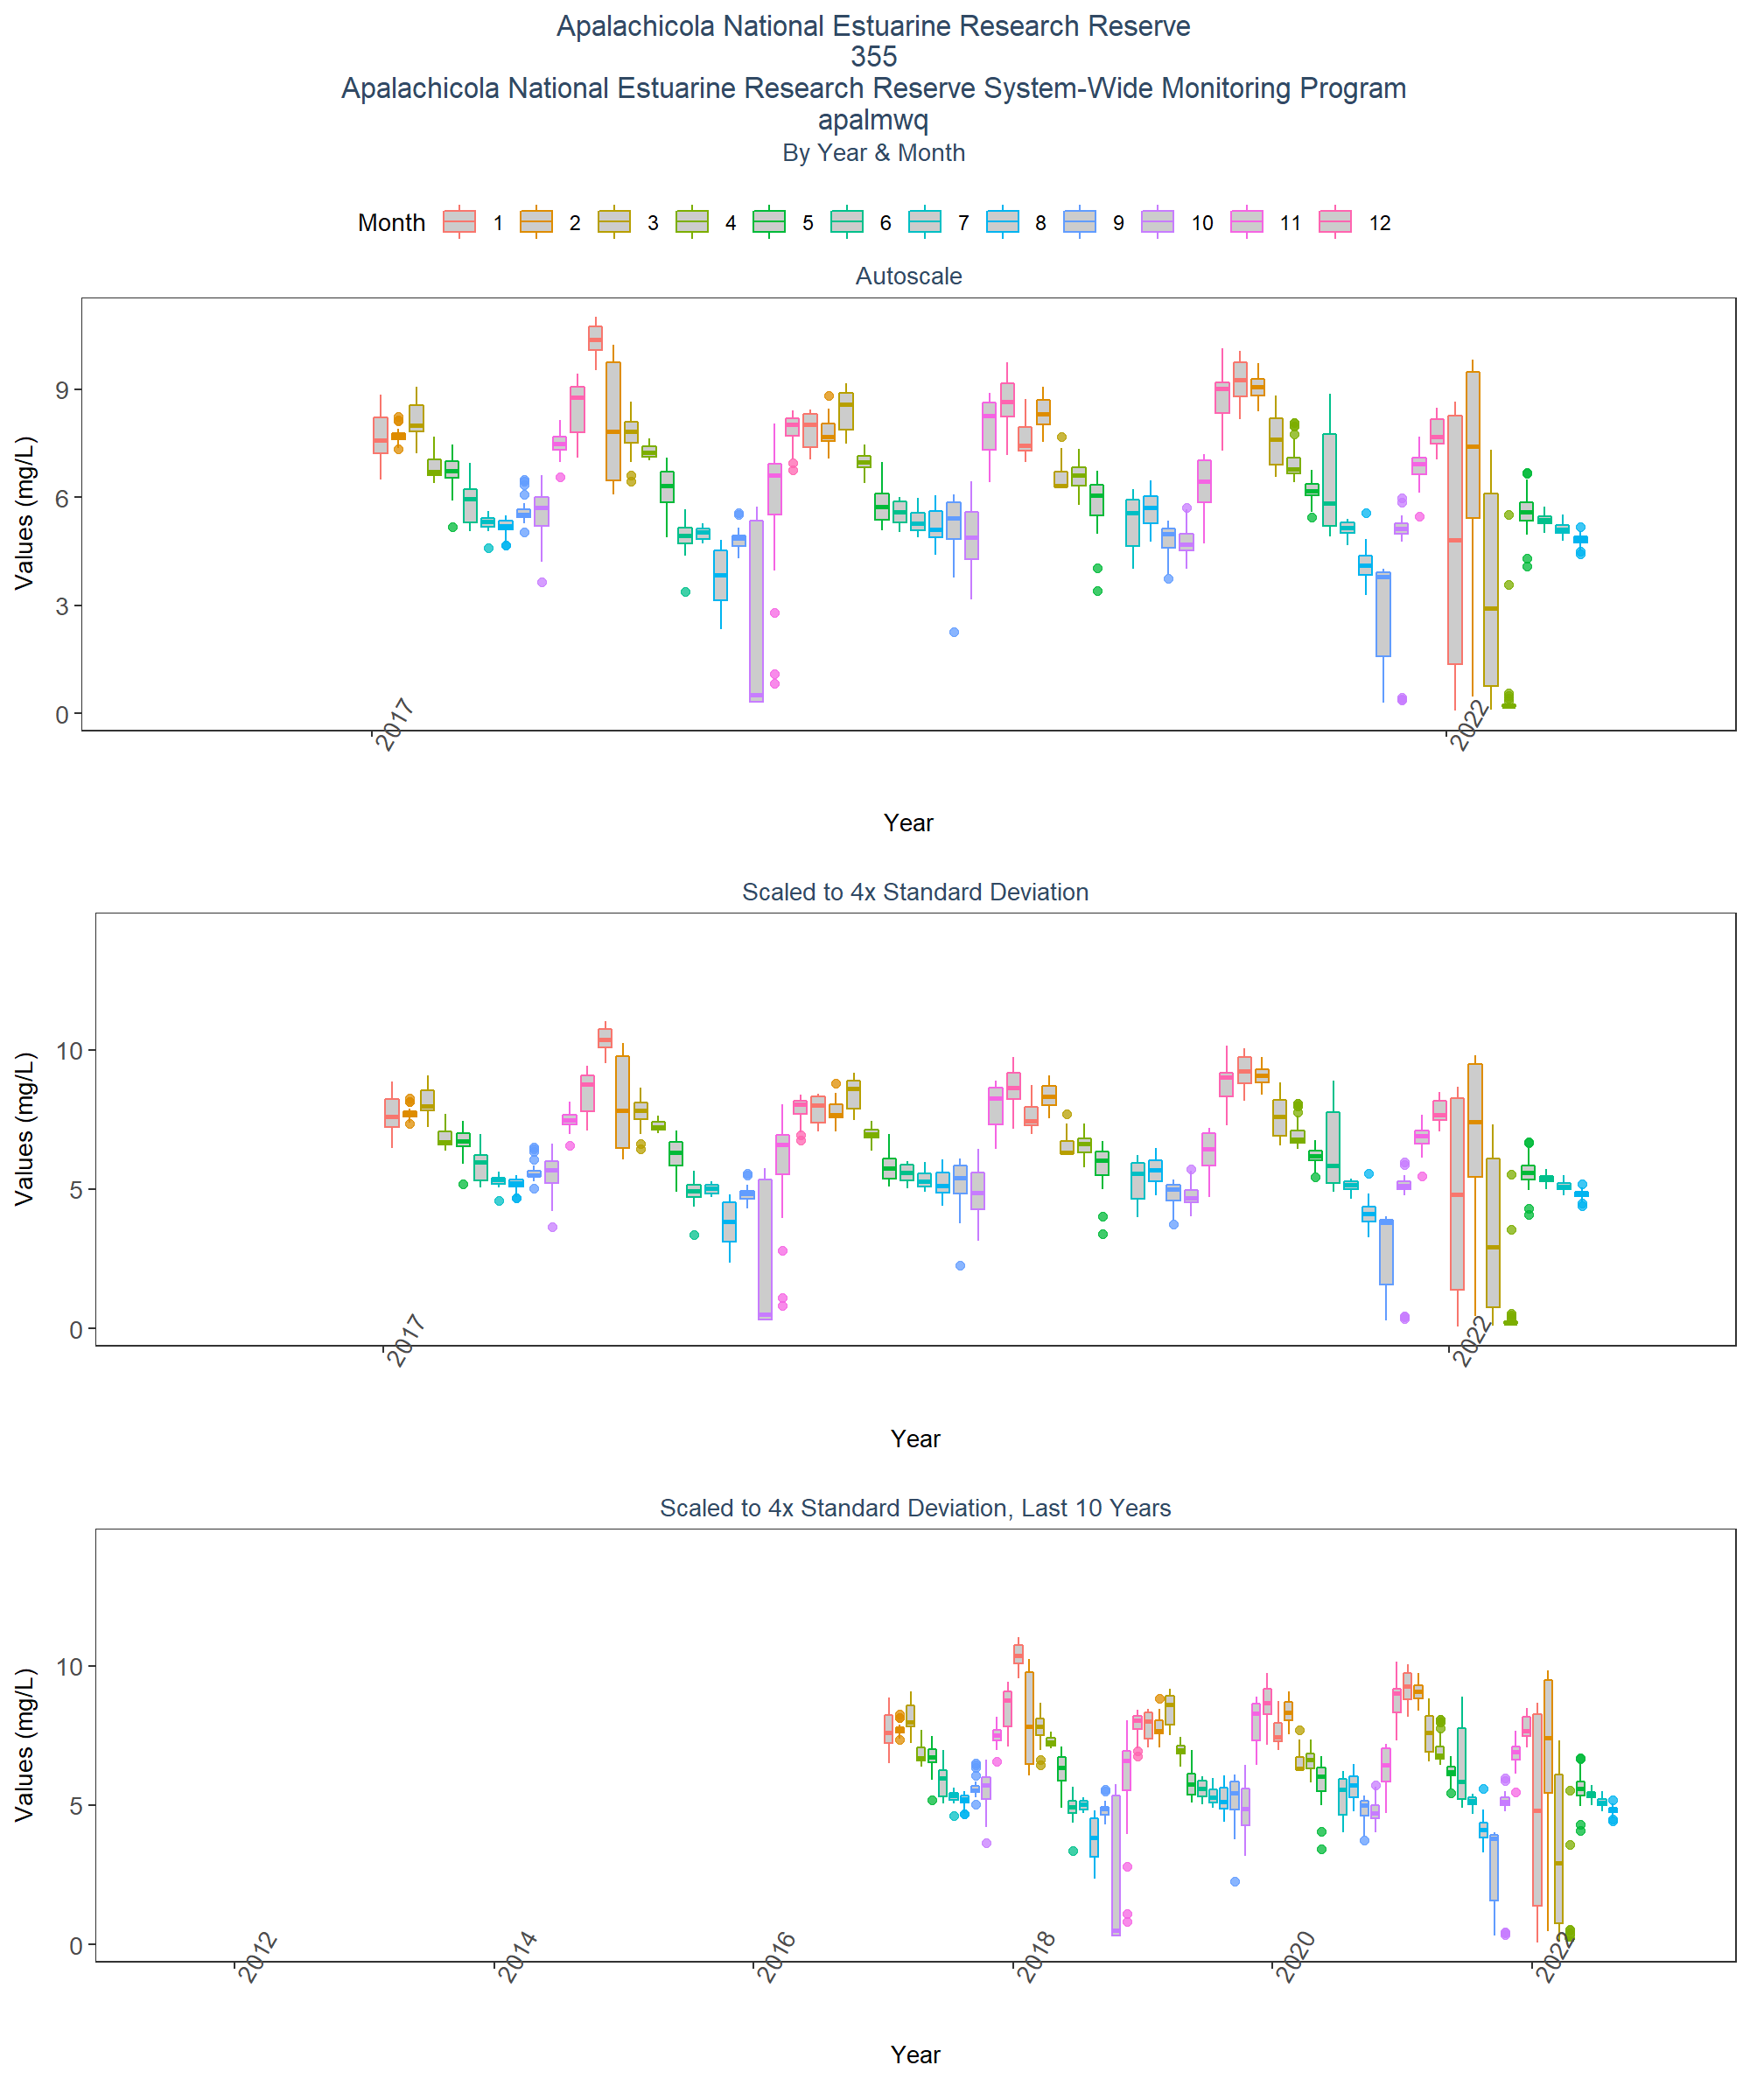 Apalachicola National Estuarine Research Reserve
355
Apalachicola National Estuarine Research Reserve System-Wide Monitoring Program
apalmwq
By Year & Month
Month 1 2 3 4 5 6 7 8 9 10 11 12
Autoscale
Values (mg/L)
9
6
3
0
2017 2022
Year
Scaled to 4x Standard Deviation
Values (mg/L)
10
5
0
2017 2022
Year
Scaled to 4x Standard Deviation, Last 10 Years
Values (mg/L)
10
5
0
2012 2014 2016 2018 2020 2022
Year